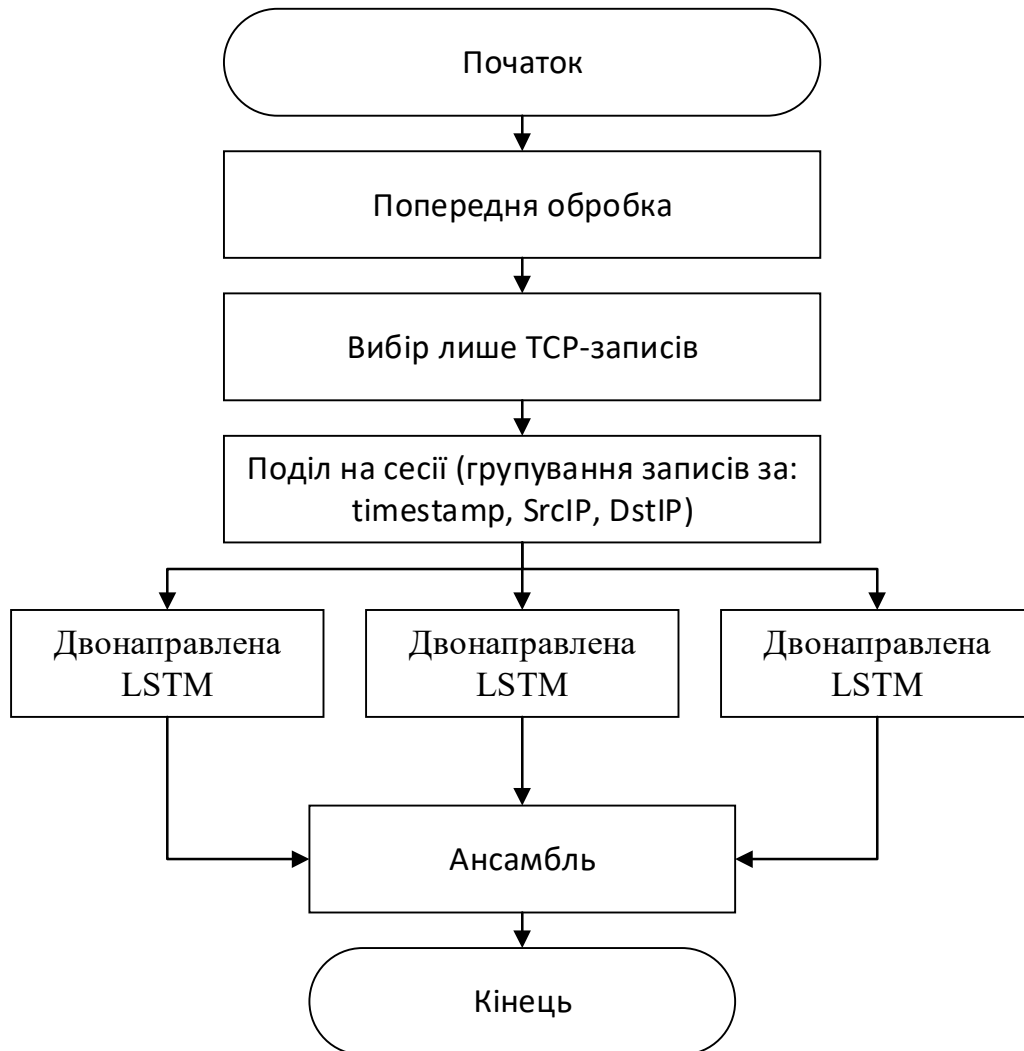 Початок
Попередня обробка
Вибір лише TCP-записів
Поділ на сесії (групування записів за:
timestamp, SrcIP, DstIP)
Двонаправлена
LSTM
Двонаправлена
LSTM
Двонаправлена
LSTM
Ансамбль
Кінець